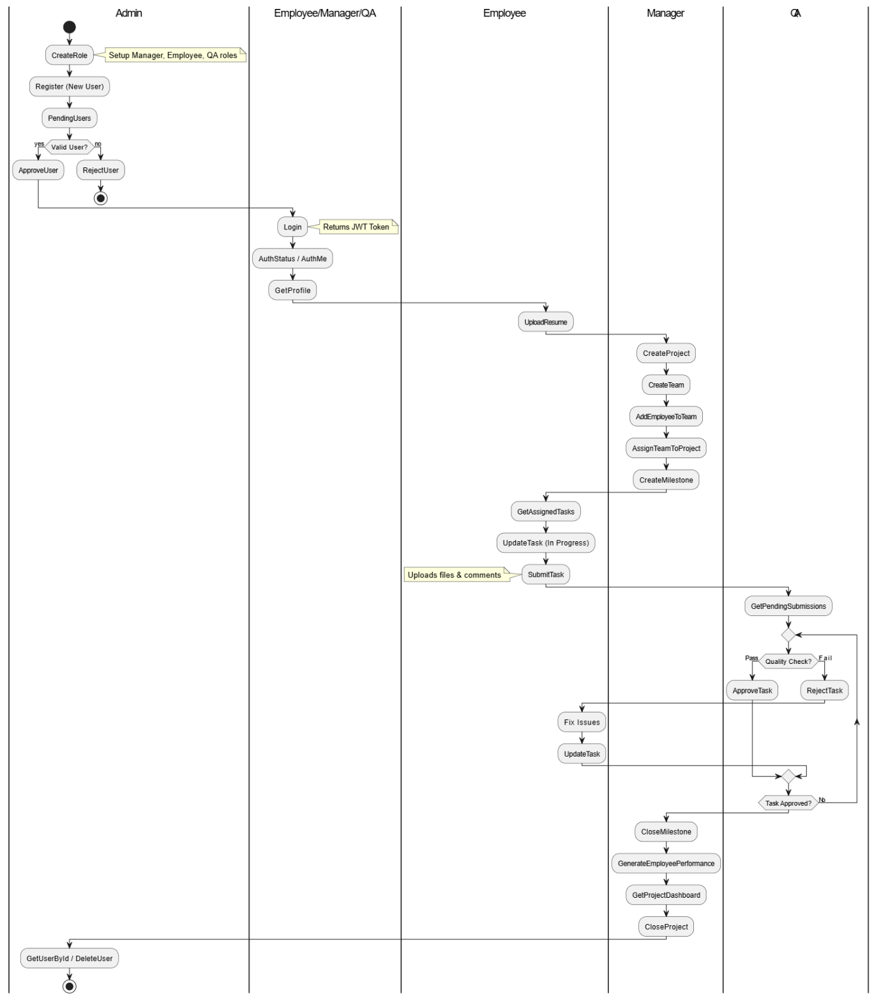 Admin
Employee/Manager/QA
Employee
Manager
QA
CreateRole
Setup Manager, Employee, QA roles
Register (New User)
PendingUsers
yes
Valid User?
no
ApproveUser
RejectUser
Login
Returns JWT Token
AuthStatus / AuthMe
GetProfile
UploadResume
CreateProject
CreateTeam
AddEmployeeToTeam
AssignTeamToProject
CreateMilestone
GetAssignedTasks
UpdateTask (In Progress)
Uploads files & comments
SubmitTask
GetPendingSubmissions
Pass
Quality Check?
Fail
ApproveTask
RejectTask
Fix Issues
UpdateTask
Task Approved?
No
CloseMilestone
GenerateEmployeePerformance
GetProjectDashboard
CloseProject
GetUserById / DeleteUser